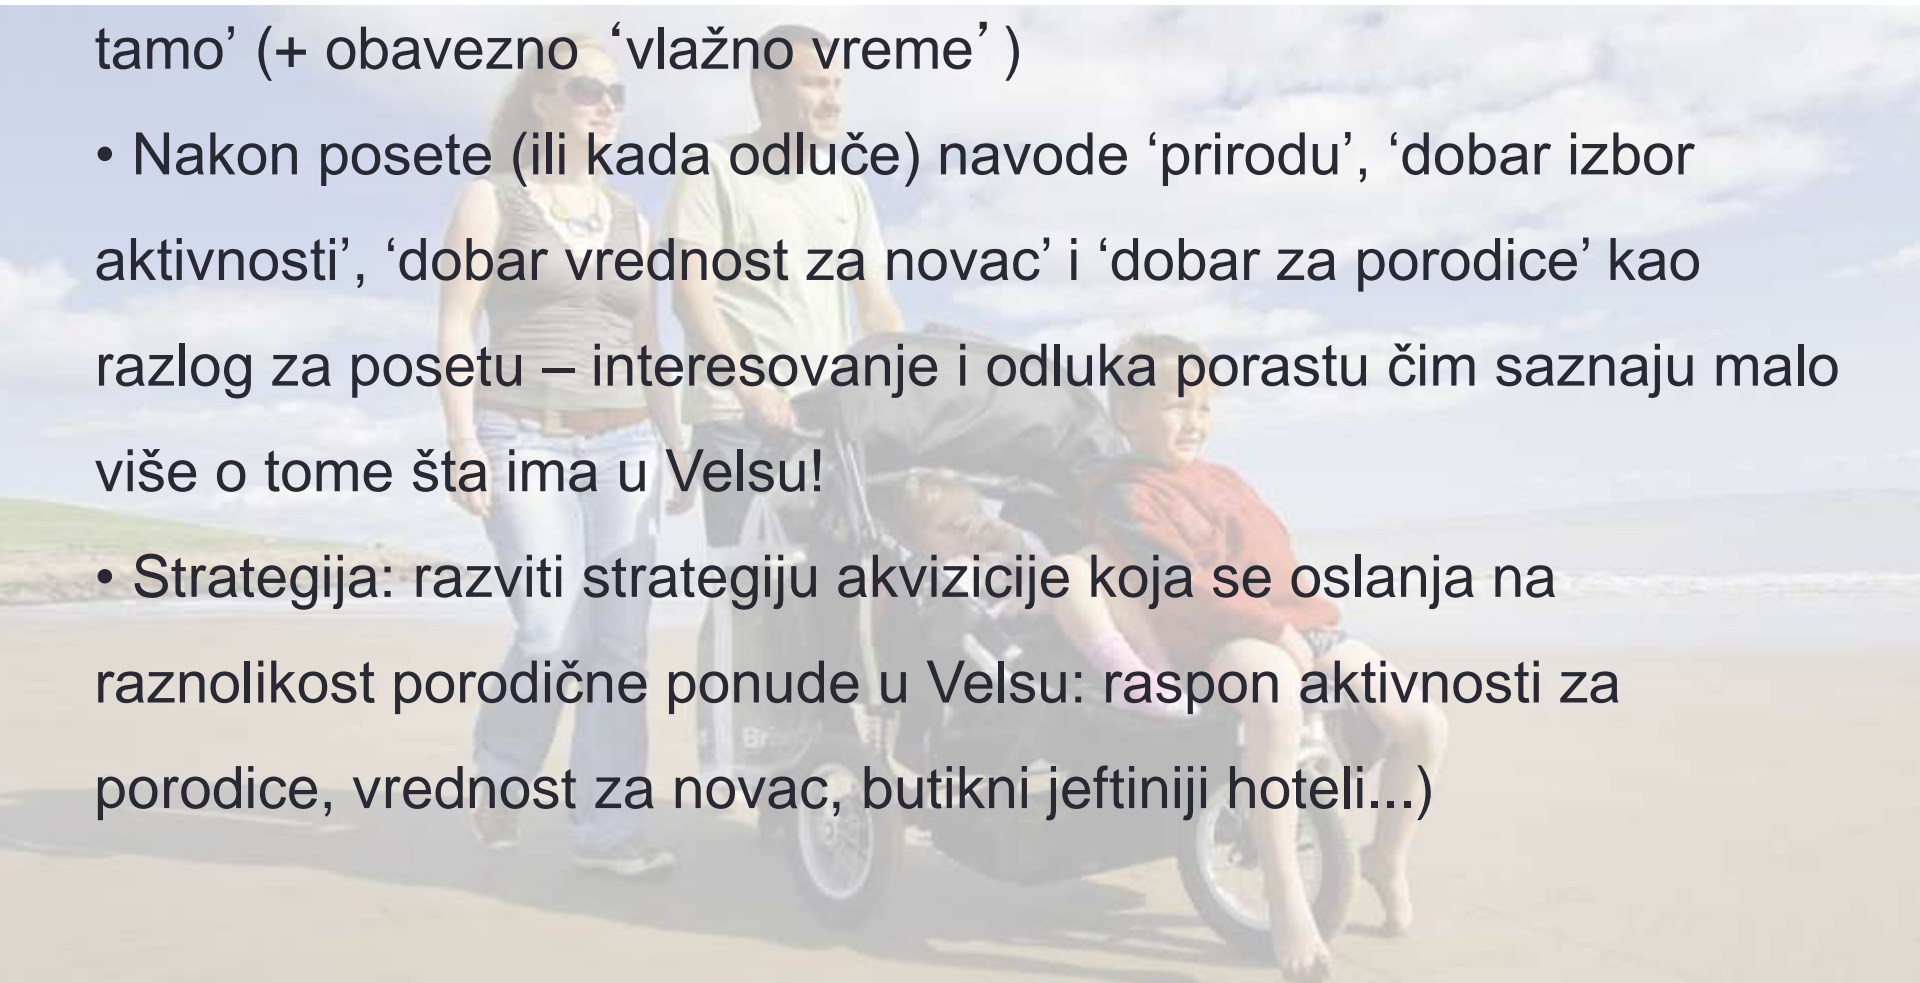 tamo’ (+ obavezno ‘vlažno vreme’ )
• Nakon posete (ili kada odluče) navode ‘prirodu’, ‘dobar izbor
aktivnosti’, ‘dobar vrednost za novac’ i ‘dobar za porodice’ kao
razlog za posetu – interesovanje i odluka porastu čim saznaju malo
više o tome šta ima u Velsu!
• Strategija: razviti strategiju akvizicije koja se oslanja na
raznolikost porodične ponude u Velsu: raspon aktivnosti za
porodice, vrednost za novac, butikni jeftiniji hoteli...)